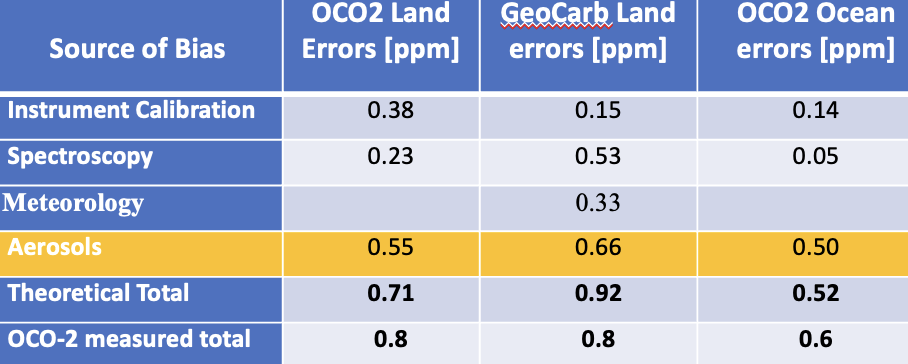 Source of Bias OCO2 Land Errors [ppm] GeoCarb Land errors [ppm] OCO2 Ocean errors [ppm]
Instrument Calibration 0.38 0.15 0.14
Spectroscopy 0.23 0.53 0.05
Meteorology 0.33
Aerosols 0.55 0.66 0.50
Theoretical Total 0.71 0.92 0.52
OCO-2 measured total 0.8 0.8 0.6